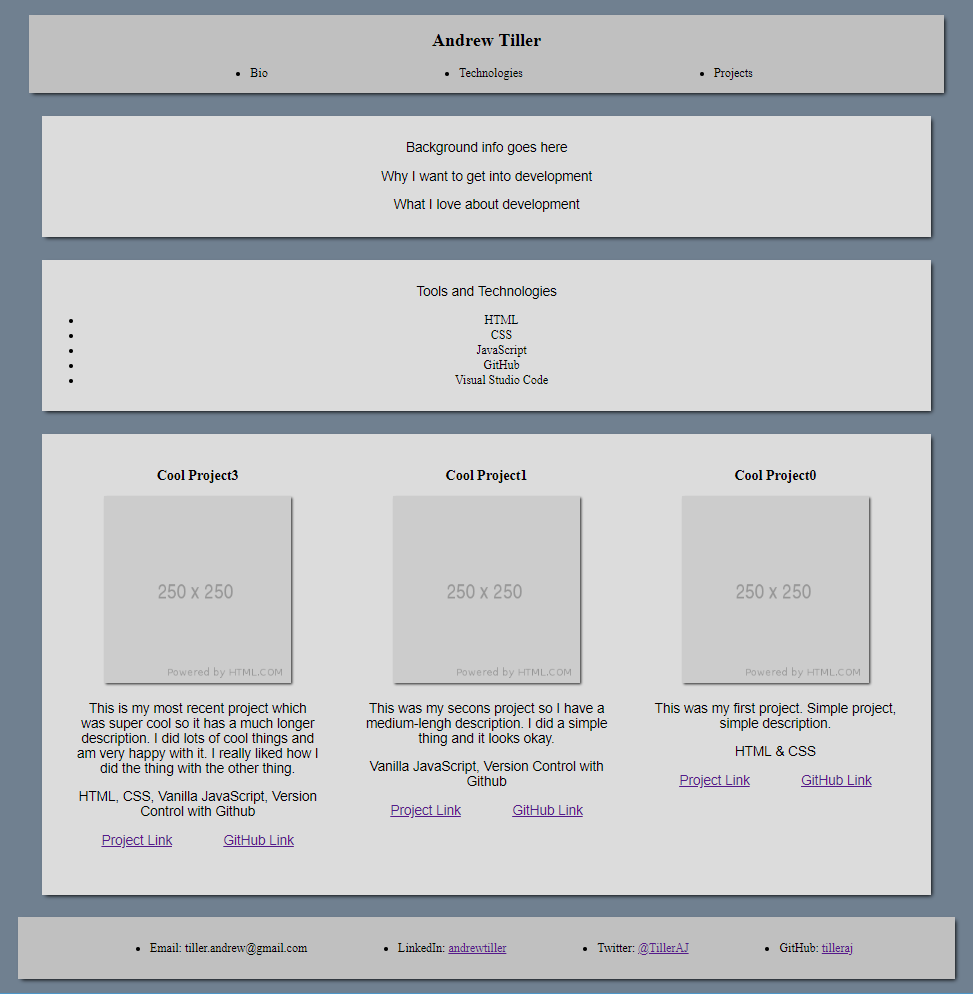 Andrew Tiller
Bio
Technologies
Projects
Background info goes here
Why I want to get into development
What I love about development
Tools and Technologies
HTML
CSS
JavaScript
GitHub
Visual Studio Code
Cool Project3
250 x 250
Powered by HTML.COM
This is my most recent project which
was super cool so it has a much longer
description. I did lots of cool things and
am very happy with it. I really liked how I
did the thing with the other thing.
HTML, CSS, Vanilla JavaScript, Version
Control with Github
Project Link
GitHub Link
Cool Project1
250 x 250
Powered by HTML.COM
This was my secons project so I have a
medium-lengh description. I did a simple
thing and it looks okay.
Vanilla JavaScript, Version Control with
Github
Project Link
GitHub Link
Cool Project0
250 x 250
Powered by HTML.COM
This was my first project. Simple project,
simple description.
HTML & CSS
Project Link
GitHub Link
Email: tiller.andrew@gmail.com
LinkedIn: andrewtiller
Twitter: @TillerAJ
GitHub: tilleraj